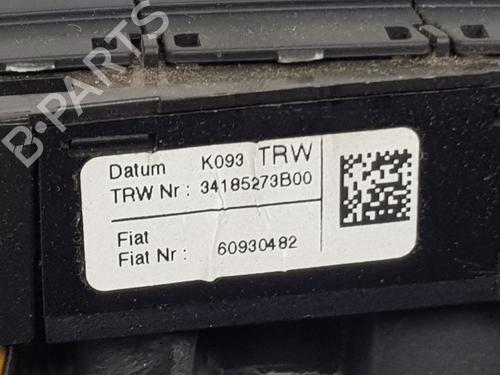 B-PARTS
Datum K093 TRW
TRW Nr : 34185273B00
Fiat
Fiat Nr : 60930482